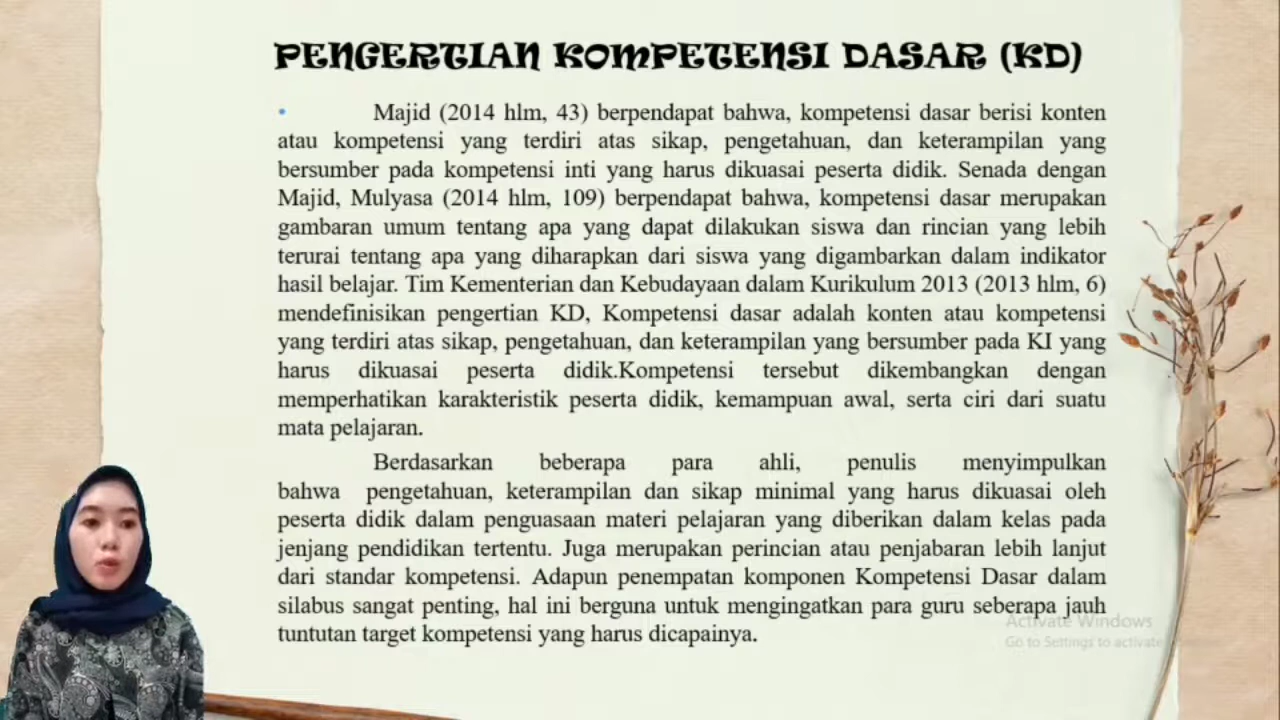 PENGERTIAN KOMPETENSI DASAR (KD)
• Majid (2014 hlm, 43) berpendapat bahwa, kompetensi dasar berisi konten
atau kompetensi yang terdiri atas sikap, pengetahuan, dan keterampilan yang
bersumber pada kompetensi inti yang harus dikuasai peserta didik. Senada dengan
Majid, Mulyasa (2014 hlm, 109) berpendapat bahwa, kompetensi dasar merupakan
gambaran umum tentang apa yang dapat dilakukan siswa dan rincian yang lebih
terurai tentang apa yang diharapkan dari siswa yang digambarkan dalam indikator
hasil belajar. Tim Kementerian dan Kebudayaan dalam Kurikulum 2013 (2013 hlm, 6)
mendefinisikan pengertian KD, Kompetensi dasar adalah konten atau kompetensi
yang terdiri atas sikap, pengetahuan, dan keterampilan yang bersumber pada KI yang
harus dikuasai peserta didik.Kompetensi tersebut dikembangkan dengan
memperhatikan karakteristik peserta didik, kemampuan awal, serta ciri dari suatu
mata pelajaran.
Berdasarkan beberapa para ahli, penulis menyimpulkan
bahwa pengetahuan, keterampilan dan sikap minimal yang harus dikuasai oleh
peserta didik dalam penguasaan materi pelajaran yang diberikan dalam kelas pada
jenjang pendidikan tertentu. Juga merupakan perincian atau penjabaran lebih lanjut
dari standar kompetensi. Adapun penempatan komponen Kompetensi Dasar dalam
silabus sangat penting, hal ini berguna untuk mengingatkan para guru seberapa jauh
tuntutan target kompetensi yang harus dicapainya.
Activate Windows
Go to Settings to activate